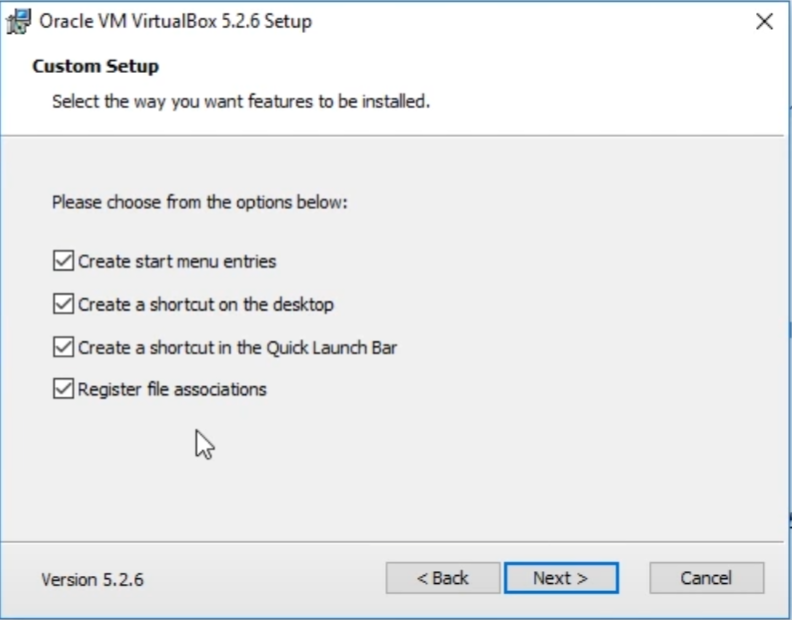 Oracle VM VirtualBox 5.2.6 Setup
Custom Setup
Select the way you want features to be installed.
Please choose from the options below:
Create start menu entries
Create a shortcut on the desktop
Create a shortcut in the Quick Launch Bar
Register file associations
Version 5.2.6
< Back
Next >
Cancel